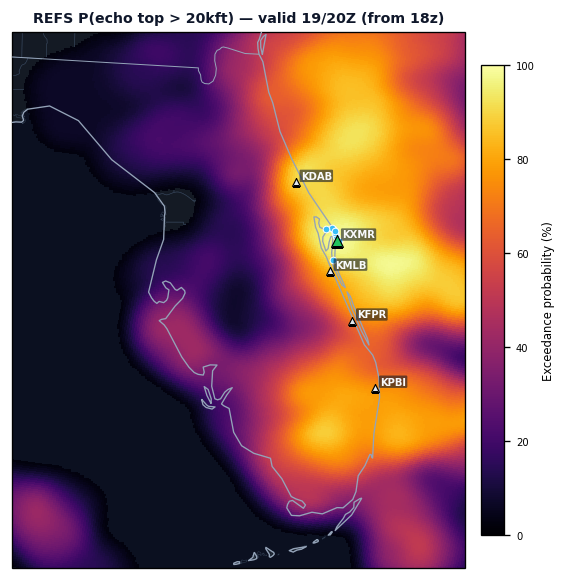 REFS P(echo top > 20kft) — valid 19/20Z (from 18z)
KDAB
KXMR
KMLB
KFPR
KPBI
100
80
60
40
20
0
Exceedance probability (%)